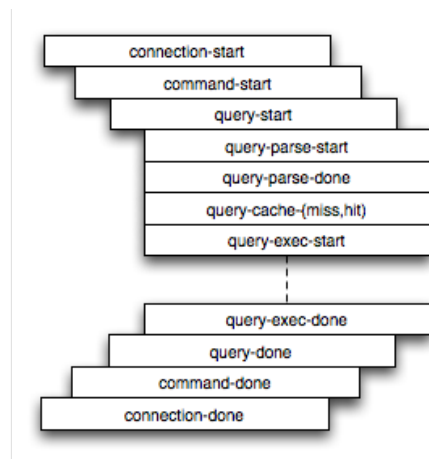 connection-start
command-start
query-start
query-parse-start
query-parse-done
query-cache-(miss,hit)
query-exec-start
query-exec-done
query-done
command-done
connection-done